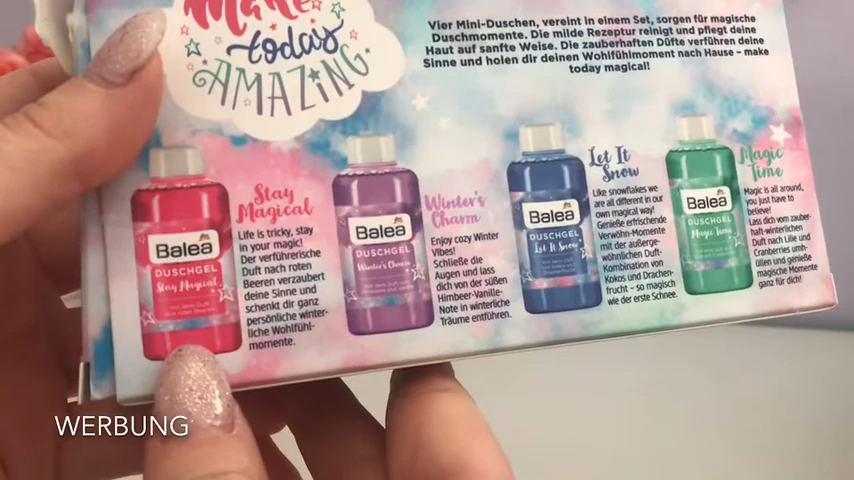 Make
today
AMAZING.
Vier Mini-Duschen, vereint in einem Set, sorgen für magische
Duschmomente. Die milde Rezeptur reinigt und pflegt deine
Haut auf sanfte Weise. Die zauberhaften Düfte verführen deine
Sinne und holen dir deinen Wohlfühlmoment nach Hause – make
today magical!
Balea
DUSCHGEL
Stay Magical
Stay
Magical
Life is tricky, stay
in your magic!
Der verführerische
Duft nach roten
Beeren verzaubert
deine Sinne und
schenkt dir ganz
persönliche winter-
liche Wohlfühl-
momente.
Balea
DUSCHGEL
Winter's Charm
Winter's
Charm
Enjoy cozy Winter
Vibes!
Schließe die
Augen und lass
dich von der süßen
Himbeer-Vanille-
Note in winterliche
Träume entführen.
Balea
DUSCHGEL
Let It Snow
Let It
Snow
Like snowflakes we
are all different in our
own magical way!
Genieße erfrischende
Verwöhn-Momente
mit der außerge-
wöhnlichen Duft-
Kombination von
Kokos und Drachen-
frucht – so magisch
wie der erste Schnee.
Balea
DUSCHGEL
Magic Time
Magic
Time
Magic is all around,
you just have to
believe!
Lass dich vom zauber-
haft-winterlichen
Duft nach Lilie und
Cranberries umhül-
llen und genieße
magische Momente
ganz für dich!
WERBUNG